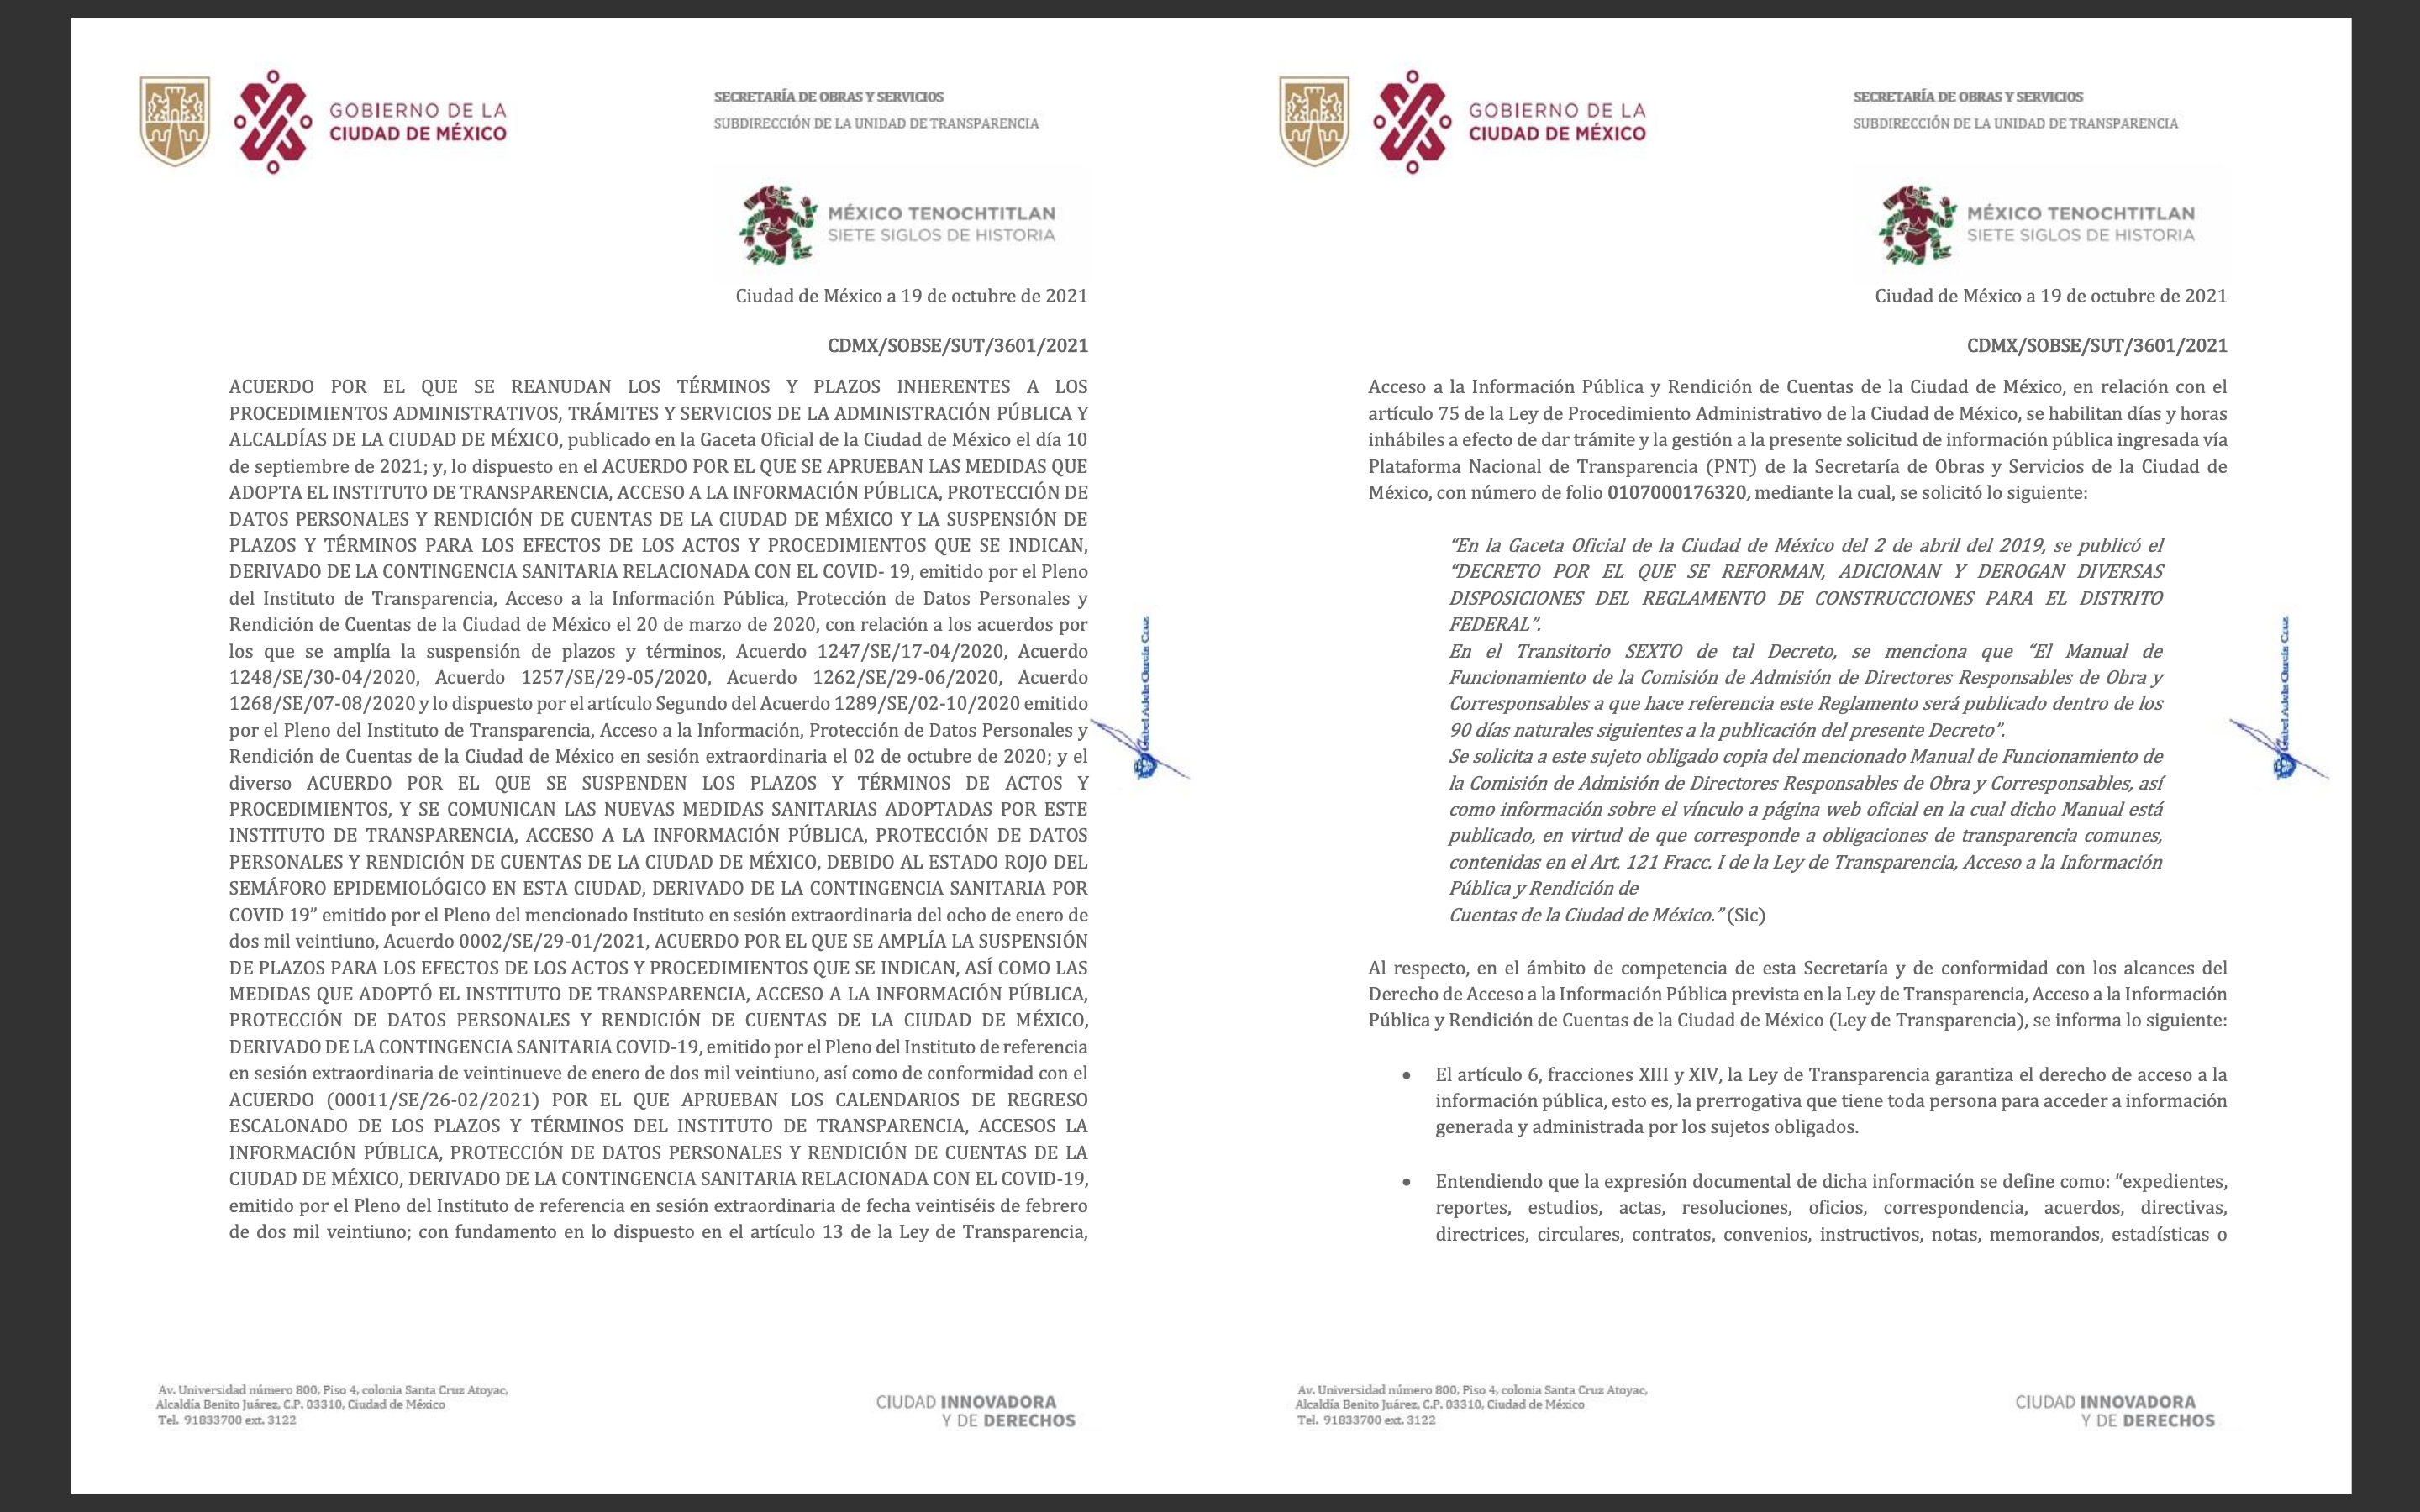 GOBIERNO DE LA
CIUDAD DE MÉXICO
SECRETARÍA DE OBRAS Y SERVICIOS
SUBDIRECCIÓN DE LA UNIDAD DE TRANSPARENCIA
MÉXICO TENOCHTITLAN
SIETE SIGLOS DE HISTORIA
Ciudad de México a 19 de octubre de 2021
CDMX/SOBSE/SUT/3601/2021
ACUERDO POR EL QUE SE REANUDAN LOS TÉRMINOS Y PLAZOS INHERENTES A LOS
PROCEDIMIENTOS ADMINISTRATIVOS, TRÁMITES Y SERVICIOS DE LA ADMINISTRACIÓN PÚBLICA Y
ALCALDÍAS DE LA CIUDAD DE MÉXICO, publicado en la Gaceta Oficial de la Ciudad de México el día 10
de septiembre de 2021; y, lo dispuesto en el ACUERDO POR EL QUE SE APRUEBAN LAS MEDIDAS QUE
ADOPTA EL INSTITUTO DE TRANSPARENCIA, ACCESO A LA INFORMACIÓN PÚBLICA, PROTECCIÓN DE
DATOS PERSONALES Y RENDICIÓN DE CUENTAS DE LA CIUDAD DE MÉXICO Y LA SUSPENSIÓN DE
PLAZOS Y TÉRMINOS PARA LOS EFECTOS DE LOS ACTOS Y PROCEDIMIENTOS QUE SE INDICAN,
DERIVADO DE LA CONTINGENCIA SANITARIA RELACIONADA CON EL COVID- 19, emitido por el Pleno
del Instituto de Transparencia, Acceso a la Información Pública, Protección de Datos Personales y
Rendición de Cuentas de la Ciudad de México el 20 de marzo de 2020, con relación a los acuerdos por
los que se amplía la suspensión de plazos y términos, Acuerdo 1247/SE/17-04/2020, Acuerdo
1248/SE/30-04/2020, Acuerdo 1257/SE/29-05/2020, Acuerdo 1262/SE/29-06/2020, Acuerdo
1268/SE/07-08/2020 y lo dispuesto por el artículo Segundo del Acuerdo 1289/SE/02-10/2020 emitido
por el Pleno del Instituto de Transparencia, Acceso a la Información, Protección de Datos Personales y
Rendición de Cuentas de la Ciudad de México en sesión extraordinaria el 02 de octubre de 2020; y el
diverso ACUERDO POR EL QUE SE SUSPENDEN LOS PLAZOS Y TÉRMINOS DE ACTOS Y
PROCEDIMIENTOS, Y SE COMUNICAN LAS NUEVAS MEDIDAS SANITARIAS ADOPTADAS POR ESTE
INSTITUTO DE TRANSPARENCIA, ACCESO A LA INFORMACIÓN PÚBLICA, PROTECCIÓN DE DATOS
PERSONALES Y RENDICIÓN DE CUENTAS DE LA CIUDAD DE MÉXICO, DEBIDO AL ESTADO ROJO DEL
SEMÁFORO EPIDEMIOLÓGICO EN ESTA CIUDAD, DERIVADO DE LA CONTINGENCIA SANITARIA POR
COVID 19” emitido por el Pleno del mencionado Instituto en sesión extraordinaria del ocho de enero de
dos mil veintiuno, Acuerdo 0002/SE/29-01/2021, ACUERDO POR EL QUE SE AMPLÍA LA SUSPENSIÓN
DE PLAZOS PARA LOS EFECTOS DE LOS ACTOS Y PROCEDIMIENTOS QUE SE INDICAN, ASÍ COMO LAS
MEDIDAS QUE ADOPTÓ EL INSTITUTO DE TRANSPARENCIA, ACCESO A LA INFORMACIÓN PÚBLICA,
PROTECCIÓN DE DATOS PERSONALES Y RENDICIÓN DE CUENTAS DE LA CIUDAD DE MÉXICO,
DERIVADO DE LA CONTINGENCIA SANITARIA COVID-19, emitido por el Pleno del Instituto de referencia
en sesión extraordinaria de veintinueve de enero de dos mil veintiuno, así como de conformidad con el
ACUERDO (00011/SE/26-02/2021) POR EL QUE APRUEBAN LOS CALENDARIOS DE REGRESO
ESCALONADO DE LOS PLAZOS Y TÉRMINOS DEL INSTITUTO DE TRANSPARENCIA, ACCESOS LA
INFORMACIÓN PÚBLICA, PROTECCIÓN DE DATOS PERSONALES Y RENDICIÓN DE CUENTAS DE LA
CIUDAD DE MÉXICO, DERIVADO DE LA CONTINGENCIA SANITARIA RELACIONADA CON EL COVID-19,
emitido por el Pleno del Instituto de referencia en sesión extraordinaria de fecha veintiséis de febrero
de dos mil veintiuno; con fundamento en lo dispuesto en el artículo 13 de la Ley de Transparencia,
Isabel Adela García Cruz
Av. Universidad número 800, Piso 4, colonia Santa Cruz Atoyac,
Alcaldía Benito Juárez, C.P. 03310, Ciudad de México
Tel. 91833700 ext. 3122
CIUDAD INNOVADORA
Y DE DERECHOS
GOBIERNO DE LA
CIUDAD DE MÉXICO
SECRETARÍA DE OBRAS Y SERVICIOS
SUBDIRECCIÓN DE LA UNIDAD DE TRANSPARENCIA
MÉXICO TENOCHTITLAN
SIETE SIGLOS DE HISTORIA
Ciudad de México a 19 de octubre de 2021
CDMX/SOBSE/SUT/3601/2021
Acceso a la Información Pública y Rendición de Cuentas de la Ciudad de México, en relación con el
artículo 75 de la Ley de Procedimiento Administrativo de la Ciudad de México, se habilitan días y horas
inhábiles a efecto de dar trámite y la gestión a la presente solicitud de información pública ingresada vía
Plataforma Nacional de Transparencia (PNT) de la Secretaría de Obras y Servicios de la Ciudad de
México, con número de folio 0107000176320, mediante la cual, se solicitó lo siguiente:
“En la Gaceta Oficial de la Ciudad de México del 2 de abril del 2019, se publicó el
“DECRETO POR EL QUE SE REFORMAN, ADICIONAN Y DEROGAN DIVERSAS
DISPOSICIONES DEL REGLAMENTO DE CONSTRUCCIONES PARA EL DISTRITO
FEDERAL”.
En el Transitorio SEXTO de tal Decreto, se menciona que “El Manual de
Funcionamiento de la Comisión de Admisión de Directores Responsables de Obra y
Corresponsables a que hace referencia este Reglamento será publicado dentro de los
90 días naturales siguientes a la publicación del presente Decreto”.
Se solicita a este sujeto obligado copia del mencionado Manual de Funcionamiento de
la Comisión de Admisión de Directores Responsables de Obra y Corresponsables, así
como información sobre el vínculo a página web oficial en la cual dicho Manual está
publicado, en virtud de que corresponde a obligaciones de transparencia comunes,
contenidas en el Art. 121 Fracc. I de la Ley de Transparencia, Acceso a la Información
Pública y Rendición de
Cuentas de la Ciudad de México.” (Sic)
Al respecto, en el ámbito de competencia de esta Secretaría y de conformidad con los alcances del
Derecho de Acceso a la Información Pública prevista en la Ley de Transparencia, Acceso a la Información
Pública y Rendición de Cuentas de la Ciudad de México (Ley de Transparencia), se informa lo siguiente:
• El artículo 6, fracciones XIII y XIV, la Ley de Transparencia garantiza el derecho de acceso a la
información pública, esto es, la prerrogativa que tiene toda persona para acceder a información
generada y administrada por los sujetos obligados.
• Entendiendo que la expresión documental de dicha información se define como: “expedientes,
reportes, estudios, actas, resoluciones, oficios, correspondencia, acuerdos, directivas,
directrices, circulares, contratos, convenios, instructivos, notas, memorandos, estadísticas o
Isabel Adela García Cruz
Av. Universidad número 800, Piso 4, colonia Santa Cruz Atoyac,
Alcaldía Benito Juárez, C.P. 03310, Ciudad de México
Tel. 91833700 ext. 3122
CIUDAD INNOVADORA
Y DE DERECHOS